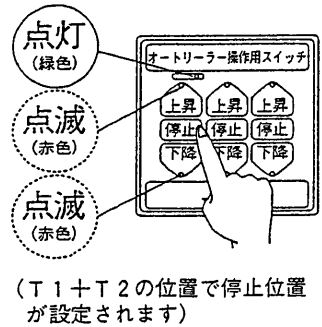 点灯
(緑色)
点滅
(赤色)
点滅
(赤色)
オートリーラー操作用スイッチ
上昇 上昇 上昇
停止 停止 停止
下降 下降 下降
(T1+T2の位置で停止位置
が設定されます)